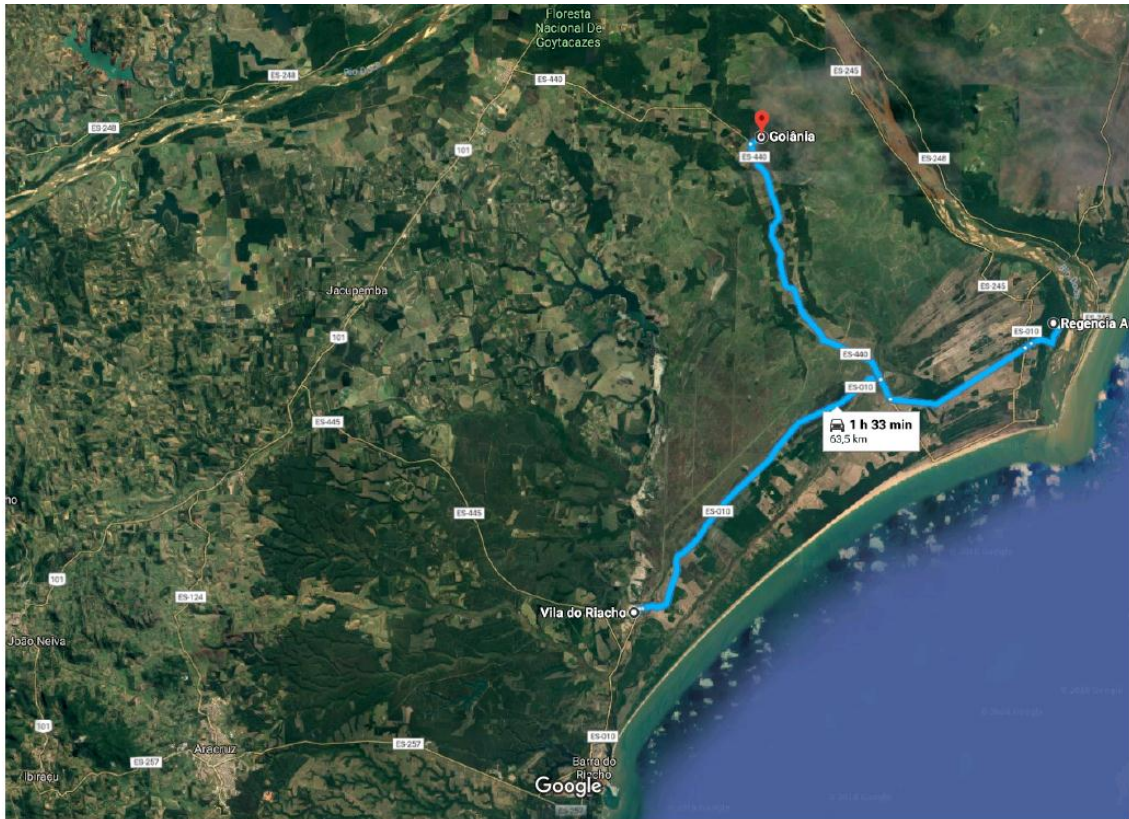 Floresta
Nacional De
Goytacazes
ES-248
Rio Doce
ES-440
ES-245
ES-248
101
Goiânia
ES-440
ES-248
Jacupemba
ES-245
101
ES-010
Regência A
ES-440
ES-010
1 h 33 min
63,5 km
ES-445
ES-445
ES-010
101
ES-124
Vila do Riacho
João Neiva
101
ES-010
Aracruz
ES-257
ES-257
Ibiraçu
Barra do
Riacho
Google